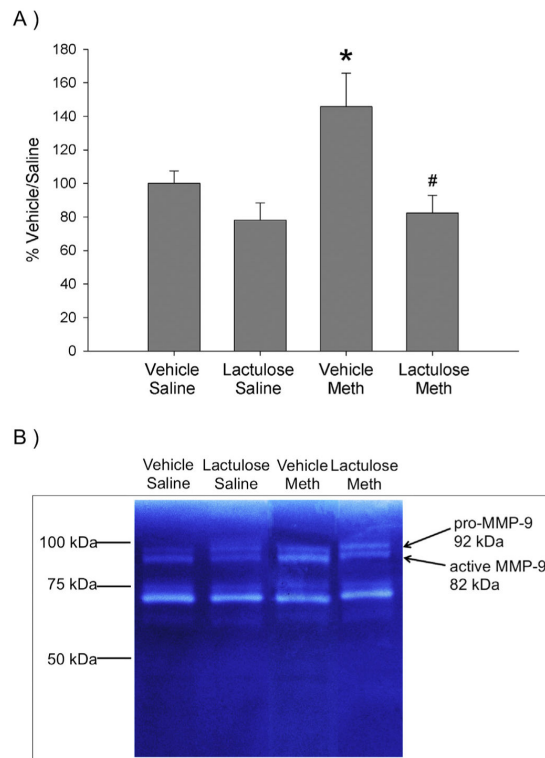 A )
% Vehicle/Saline
180
160
140
120
100
80
60
40
20
0
*
#
Vehicle Lactulose Vehicle Lactulose
Saline Saline Meth Meth
B )
Vehicle Lactulose Vehicle Lactulose
Saline Saline Meth Meth
100 kDa
75 kDa
50 kDa
pro-MMP-9
92 kDa
active MMP-9
82 kDa